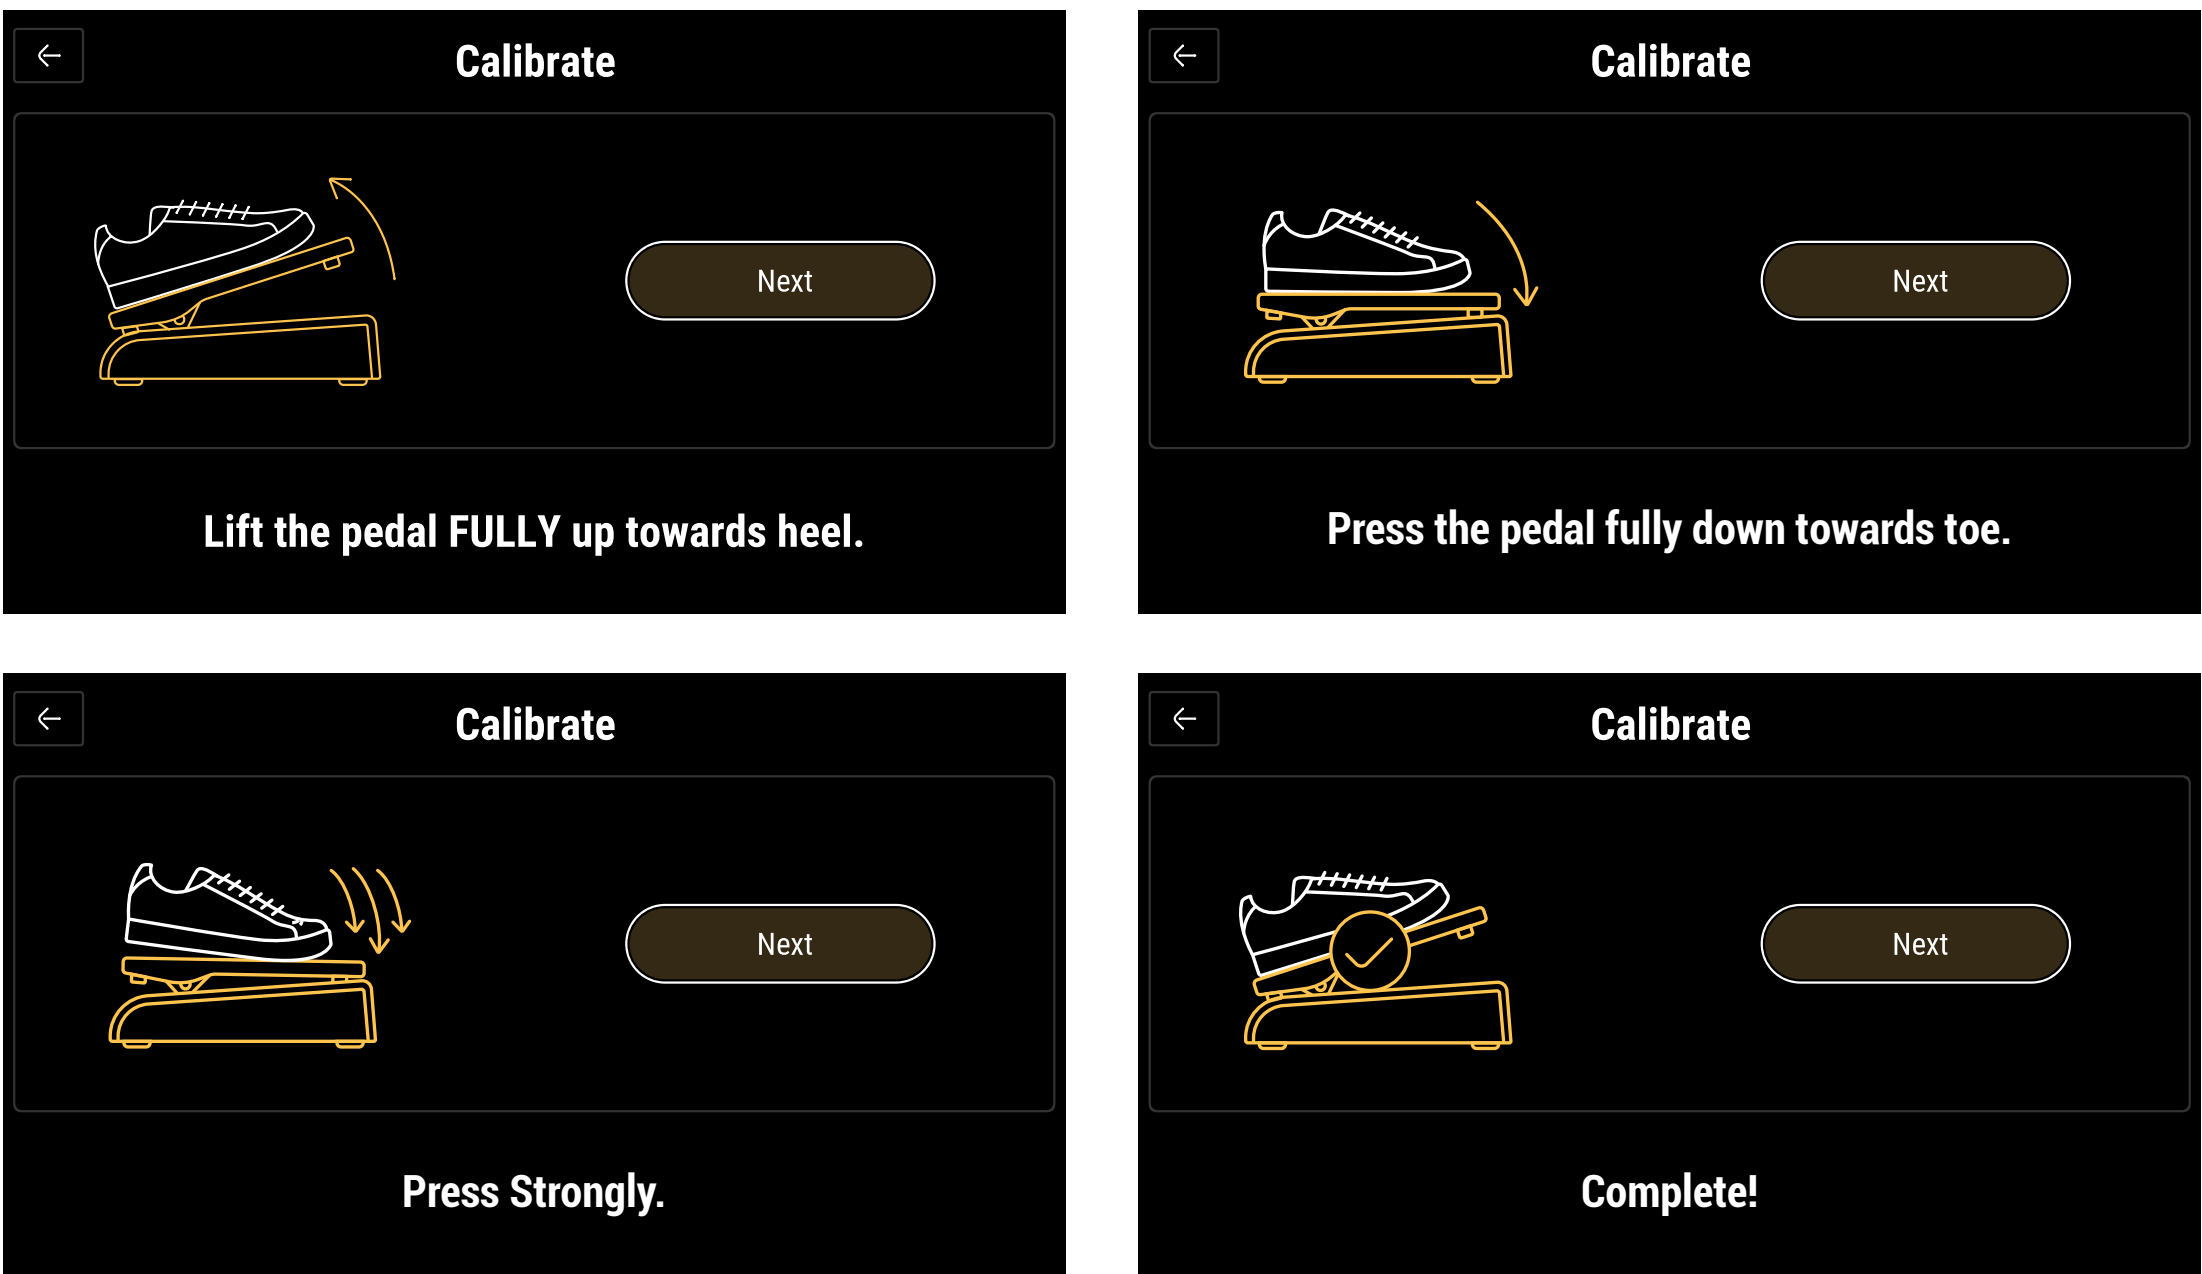 Calibrate
Next
Lift the pedal FULLY up towards heel.
Calibrate
Next
Press the pedal fully down towards toe.
Calibrate
Next
Press Strongly.
Calibrate
Next
Complete!